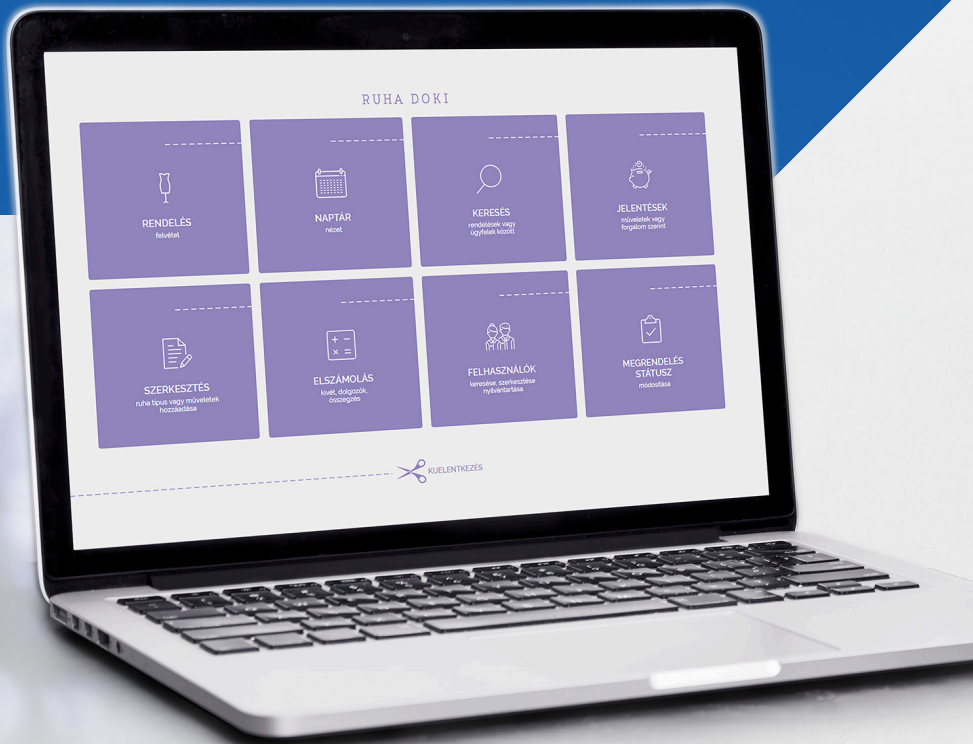 RUHA DOKI
RENDELÉS
felvétel
NAPTÁR
nézet
KERESÉS
rendelések vagy
ügyfelek között
JELENTÉSEK
műveletek vagy
forgalom szerint
SZERKESZTÉS
ruha típus vagy műveletek
hozzáadása
ELSZÁMOLÁS
kivét, dolgozók,
összegzés
FELHASZNÁLÓK
keresése, szerkesztése
nyilvántartása
MEGRENDELÉS
STÁTUSZ
módosítása
KIJELENTKEZÉS